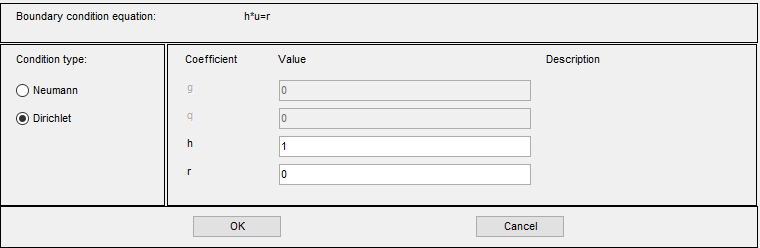 Boundary condition equation: h*u=r
Condition type: Coefficient Value Description
Neumann g 0
q 0
Dirichlet
h 1
r 0
OK Cancel